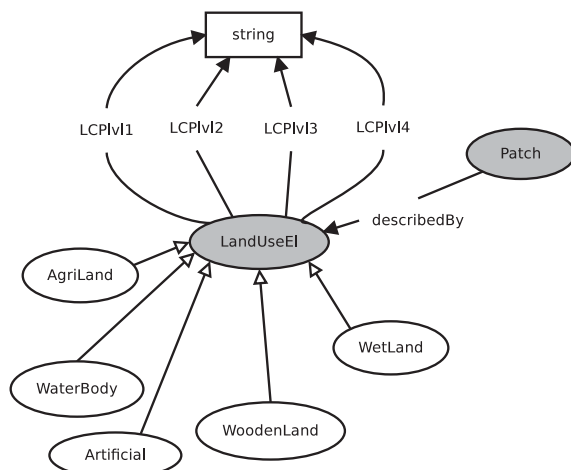 string
LCPlvl1
LCPlvl2
LCPlvl3
LCPlvl4
Patch
describedBy
LandUseEl
AgriLand
WetLand
WaterBody
WoodenLand
Artificial